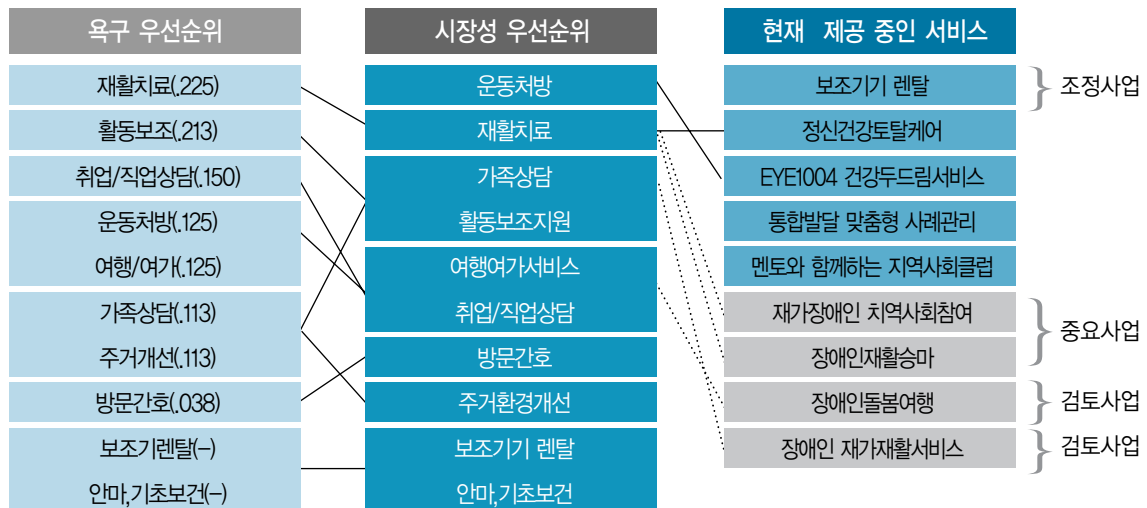 욕구 우선순위
재활치료(.225)
활동보조(.213)
취업/직업상담(.150)
운동처방(.125)
여행/여가(.125)
가족상담(.113)
주거개선(.113)
방문간호(.038)
보조기렌탈(-)
안마,기초보건(-)
시장성 우선순위
운동처방
재활치료
가족상담
활동보조지원
여행여가서비스
취업/직업상담
방문간호
주거환경개선
보조기기 렌탈
안마,기초보건
현재 제공 중인 서비스
보조기기 렌탈
정신건강토탈케어
EYE1004 건강두드림서비스
통합발달 맞춤형 사례관리
멘토와 함께하는 지역사회클럽
재가장애인 치역사회참여
장애인재활승마
장애인돌봄여행
장애인 재가재활서비스
조정사업
중요사업
검토사업
검토사업